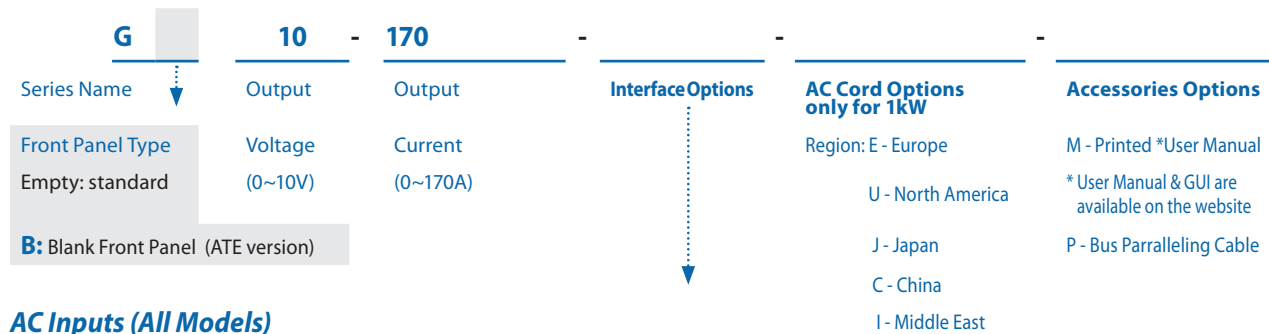 G 10 - 170 - - -
Series Name Output Output Interface Options AC Cord Options only for 1kW Accessories Options
Front Panel Type Voltage Current Region: E - Europe M - Printed *User Manual
Empty: standard (0~10V) (0~170A) U - North America * User Manual & GUI are available on the website
B: Blank Front Panel (ATE version) J - Japan P - Bus Parralleling Cable
C - China
I - Middle East
AC Inputs (All Models)